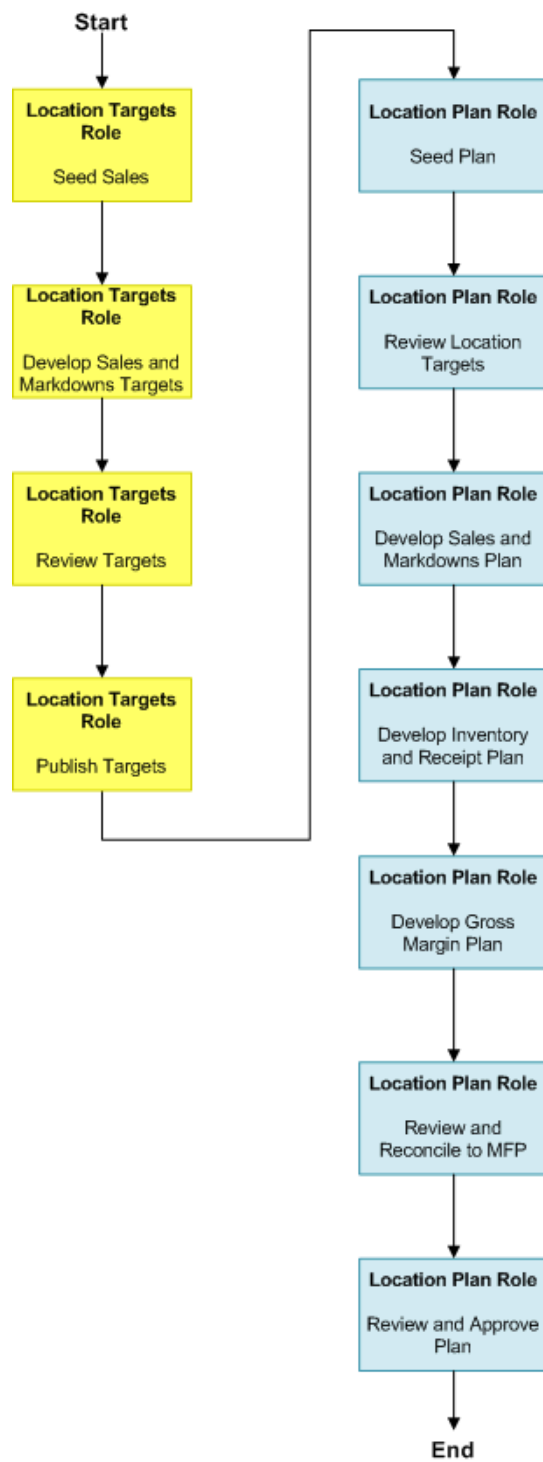 Start
Location Targets
Role
Seed Sales
Location Targets
Role
Develop Sales and
Markdowns Targets
Location Targets
Role
Review Targets
Location Targets
Role
Publish Targets
Location Plan Role
Seed Plan
Location Plan Role
Review Location
Targets
Location Plan Role
Develop Sales and
Markdowns Plan
Location Plan Role
Develop Inventory
and Receipt Plan
Location Plan Role
Develop Gross
Margin Plan
Location Plan Role
Review and
Reconcile to MFP
Location Plan Role
Review and Approve
Plan
End